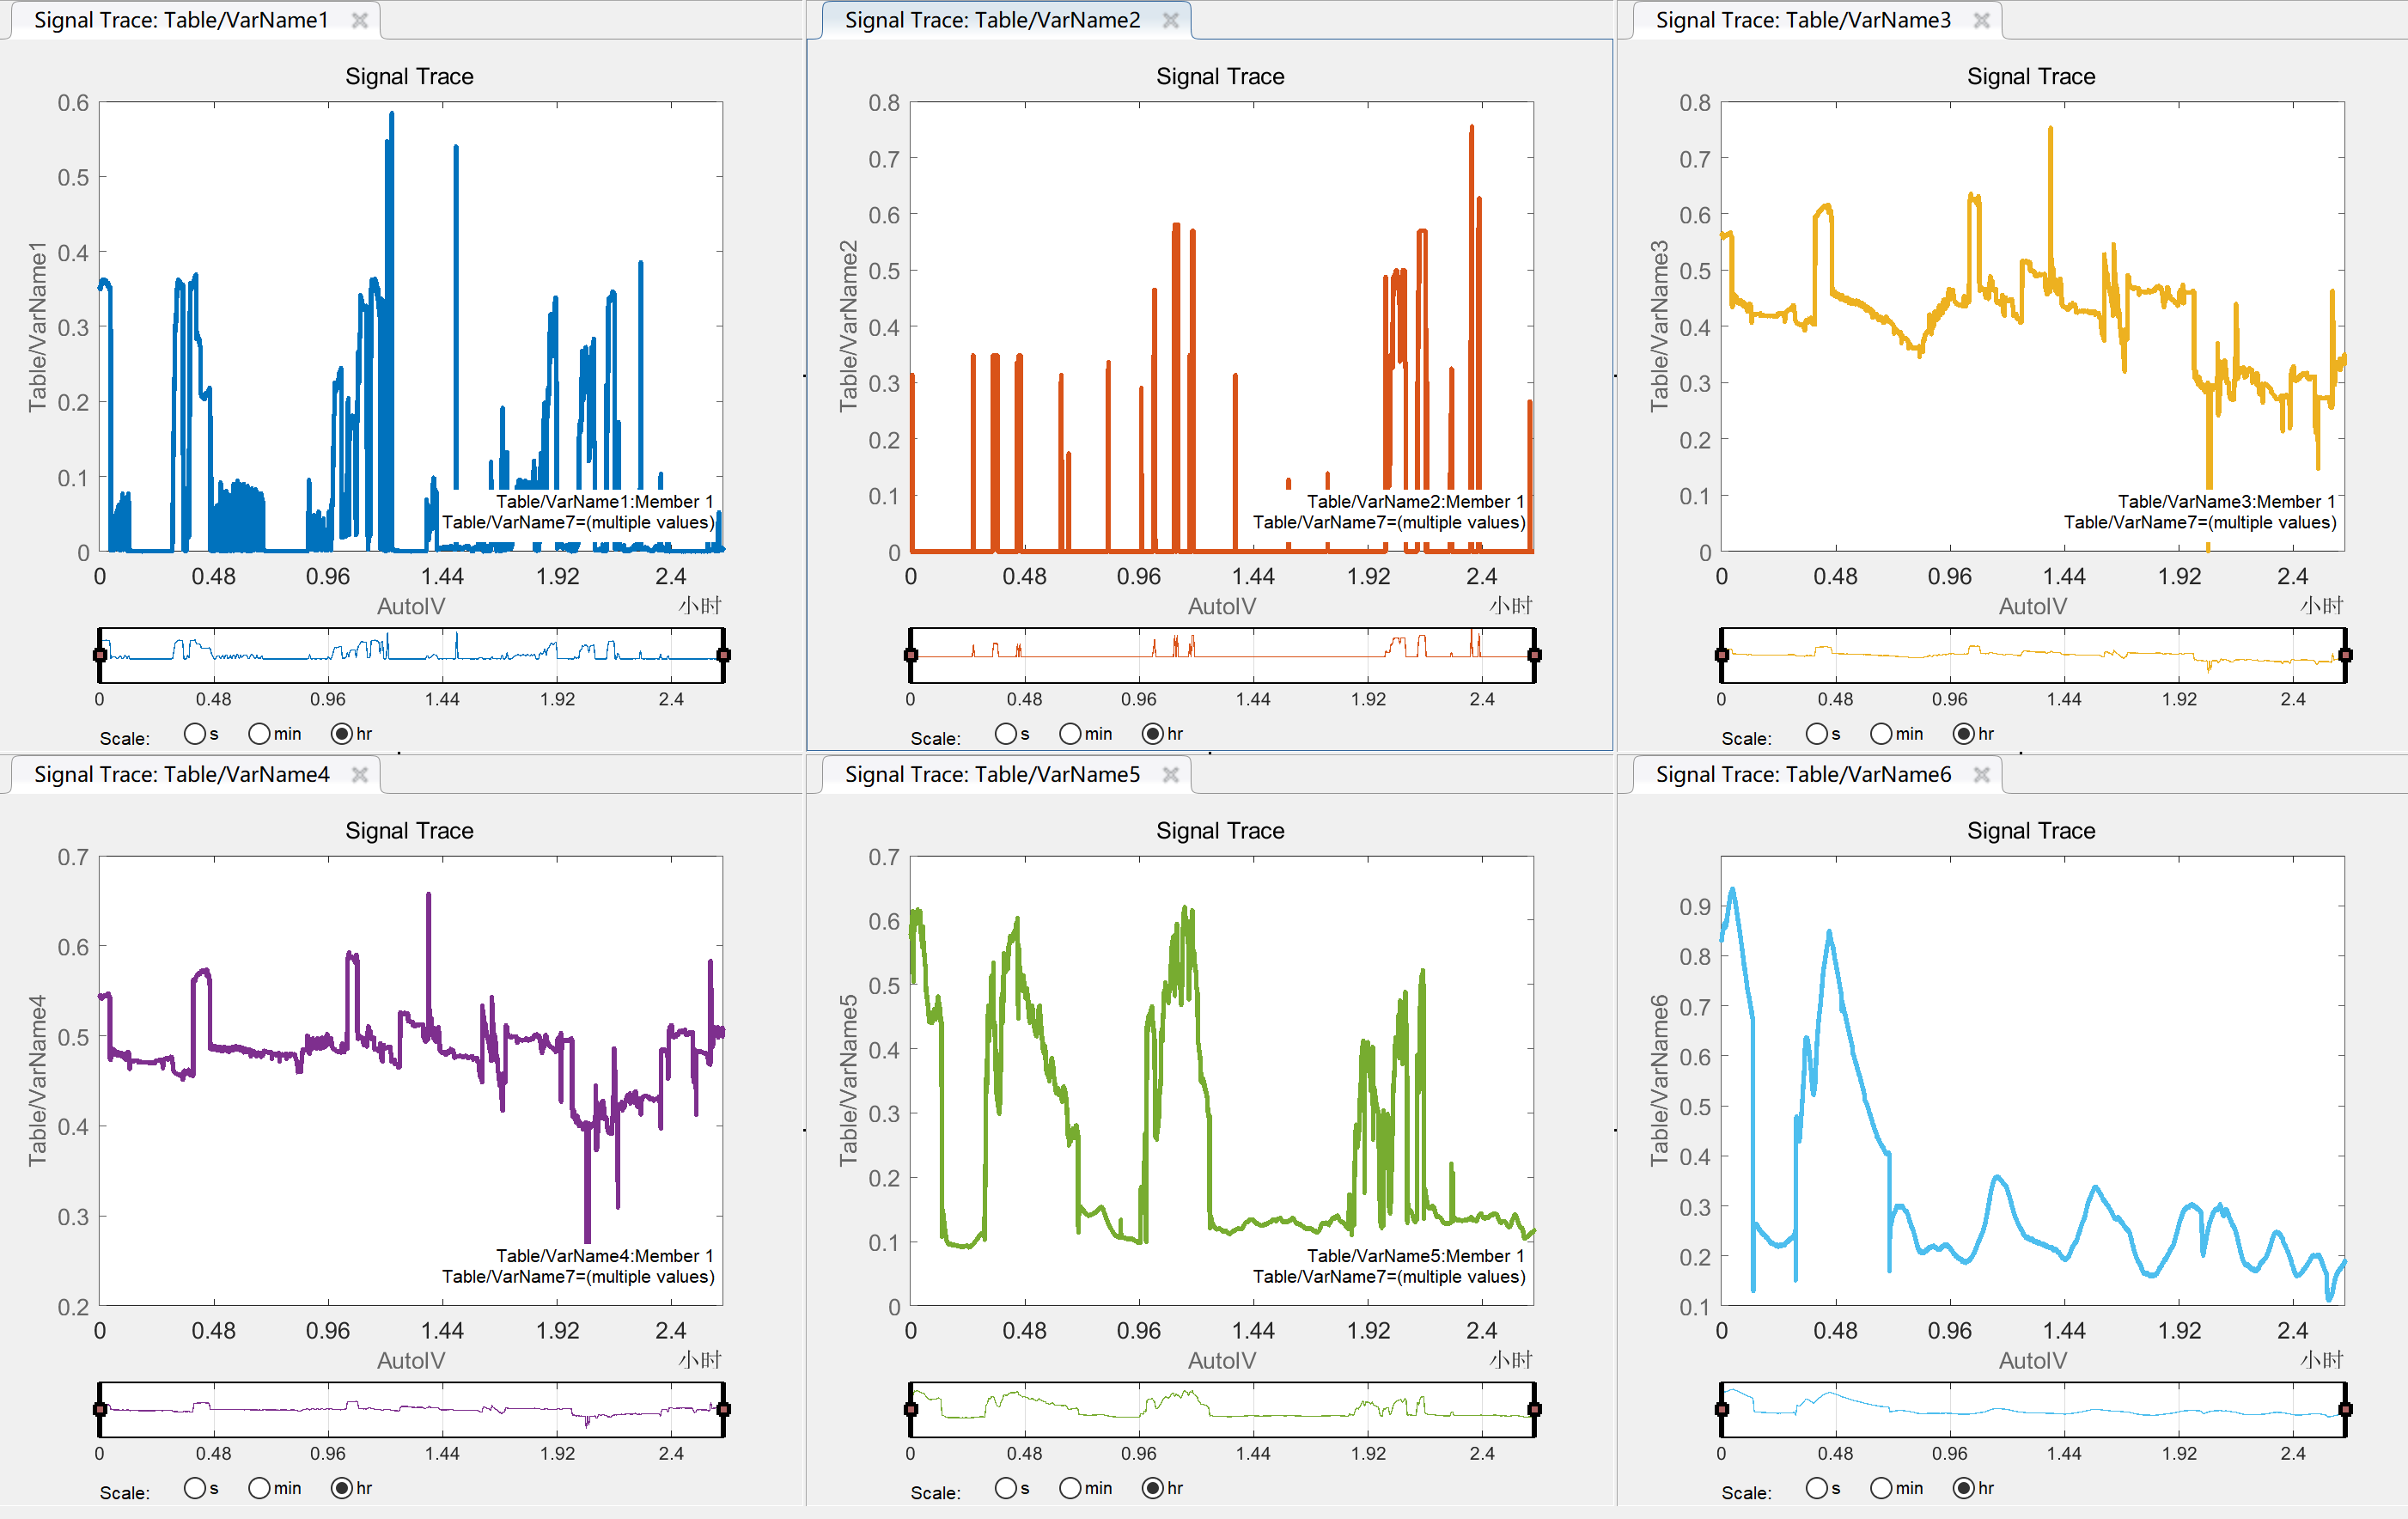 Signal Trace: Table/VarName1
Signal Trace
Table/VarName1
0.6
0.5
0.4
0.3
0.2
0.1
0
Table/VarName1:Member 1
Table/VarName7=(multiple values)
0 0.48 0.96 1.44 1.92 2.4
AutoIV 小时
0 0.48 0.96 1.44 1.92 2.4
Scale: s min hr
Signal Trace: Table/VarName2
Signal Trace
Table/VarName2
0.8
0.7
0.6
0.5
0.4
0.3
0.2
0.1
0
Table/VarName2:Member 1
Table/VarName7=(multiple values)
0 0.48 0.96 1.44 1.92 2.4
AutoIV 小时
0 0.48 0.96 1.44 1.92 2.4
Scale: s min hr
Signal Trace: Table/VarName3
Signal Trace
Table/VarName3
0.8
0.7
0.6
0.5
0.4
0.3
0.2
0.1
0
Table/VarName3:Member 1
Table/VarName7=(multiple values)
0 0.48 0.96 1.44 1.92 2.4
AutoIV 小时
0 0.48 0.96 1.44 1.92 2.4
Scale: s min hr
Signal Trace: Table/VarName4
Signal Trace
Table/VarName4
0.7
0.6
0.5
0.4
0.3
0.2
Table/VarName4:Member 1
Table/VarName7=(multiple values)
0 0.48 0.96 1.44 1.92 2.4
AutoIV 小时
0 0.48 0.96 1.44 1.92 2.4
Scale: s min hr
Signal Trace: Table/VarName5
Signal Trace
Table/VarName5
0.7
0.6
0.5
0.4
0.3
0.2
0.1
0
Table/VarName5:Member 1
Table/VarName7=(multiple values)
0 0.48 0.96 1.44 1.92 2.4
AutoIV 小时
0 0.48 0.96 1.44 1.92 2.4
Scale: s min hr
Signal Trace: Table/VarName6
Signal Trace
Table/VarName6
0.9
0.8
0.7
0.6
0.5
0.4
0.3
0.2
0.1
0 0.48 0.96 1.44 1.92 2.4
AutoIV 小时
0 0.48 0.96 1.44 1.92 2.4
Scale: s min hr